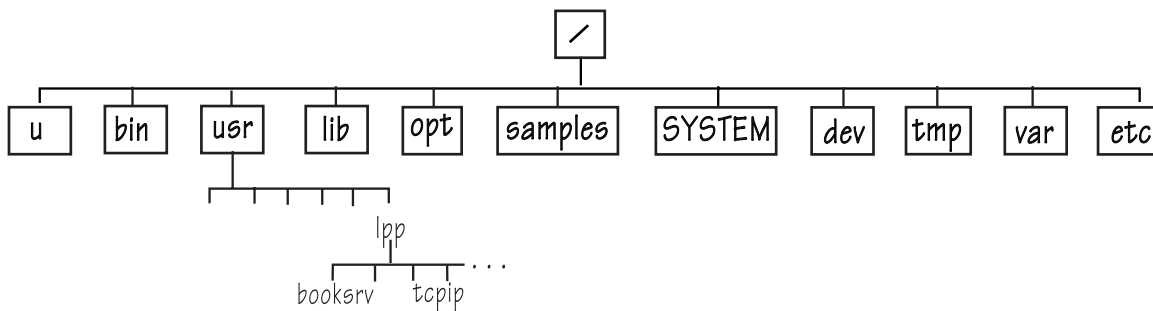 /
u bin usr lib opt samples SYSTEM dev tmp var etc
lpp
. . .
booksrv tcpip